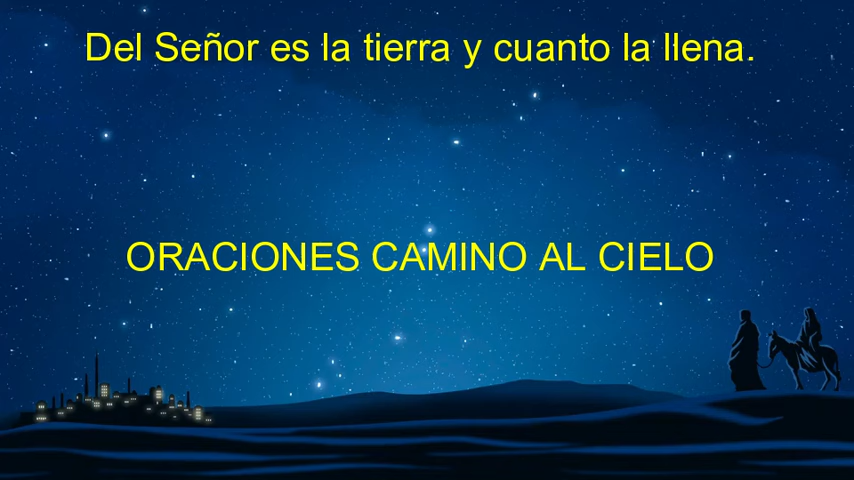 Del Señor es la tierra y cuanto la llena.
ORACIONES CAMINO AL CIELO